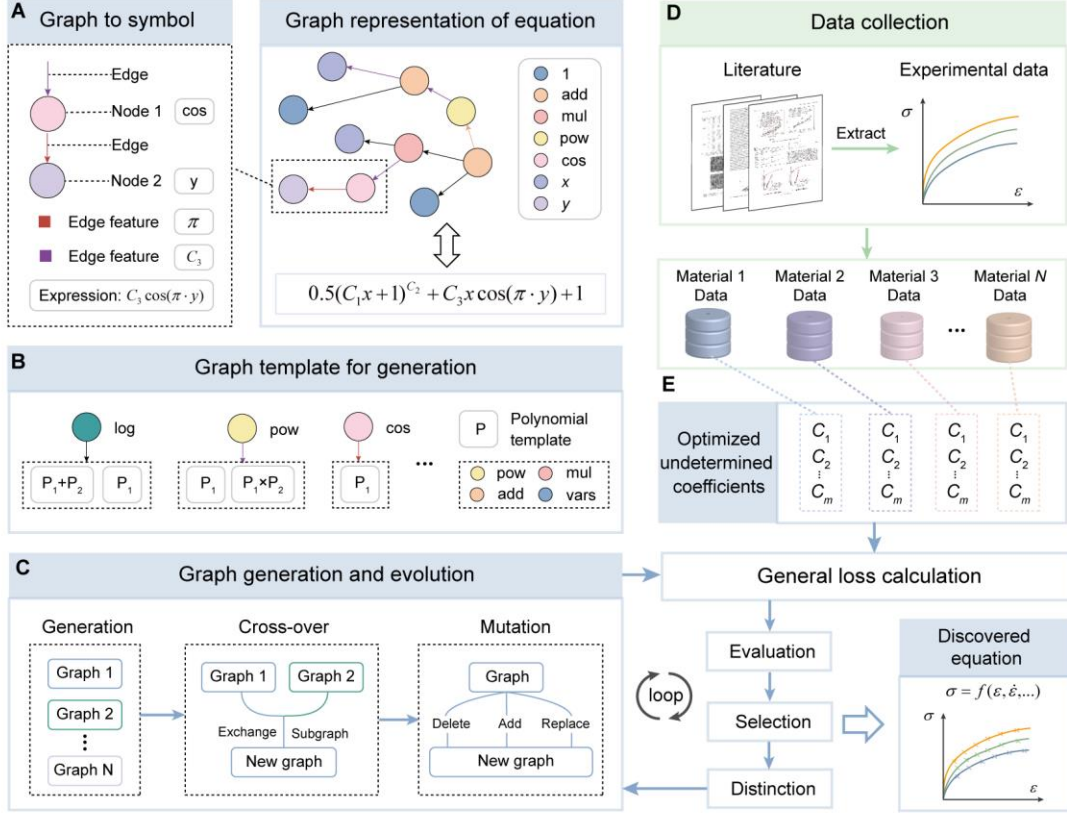 A
Graph to symbol
Edge
Node 1
cos
Edge
Node 2
y
Edge feature
π
Edge feature
C₃
Expression: C₃ cos(π · y)
Graph representation of equation
1
add
mul
pow
cos
x
y
0.5(C₁x+1)^C₂ + C₃x cos(π · y)+1
B
Graph template for generation
log
P₁+P₂
P₁
pow
P₁
P₁×P₂
cos
P₁
...
P
Polynomial
template
pow
mul
add
vars
C
Graph generation and evolution
Generation
Graph 1
Graph 2
⋮
Graph N
Cross-over
Graph 1
Graph 2
Exchange
Subgraph
New graph
Mutation
Graph
Delete
Add
Replace
New graph
D
Data collection
Literature
Extract
Experimental data
σ
ε
Material 1
Data
Material 2
Data
Material 3
Data
...
Material N
Data
E
Optimized
undetermined
coefficients
C₁
C₂
⋮
Cₘ
C₁
C₂
⋮
Cₘ
C₁
C₂
⋮
Cₘ
C₁
C₂
⋮
Cₘ
General loss calculation
Evaluation
loop
Selection
Distinction
Discovered
equation
σ = f(ε, ε̇,...)
σ
ε